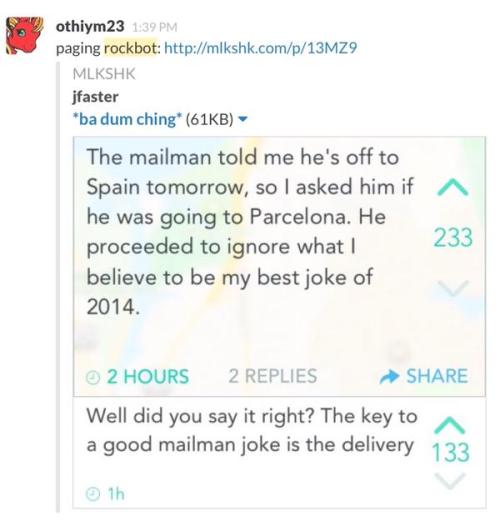 othiym23 1:39 PM
paging rockbot: http://mlkshk.com/p/13MZ9
MLKSHK
jfaster
*ba dum ching* (61KB)
The mailman told me he's off to
Spain tomorrow, so I asked him if
he was going to Parcelona. He
proceeded to ignore what I
believe to be my best joke of
2014.
233
2 HOURS 2 REPLIES SHARE
Well did you say it right? The key to
a good mailman joke is the delivery
133
1h